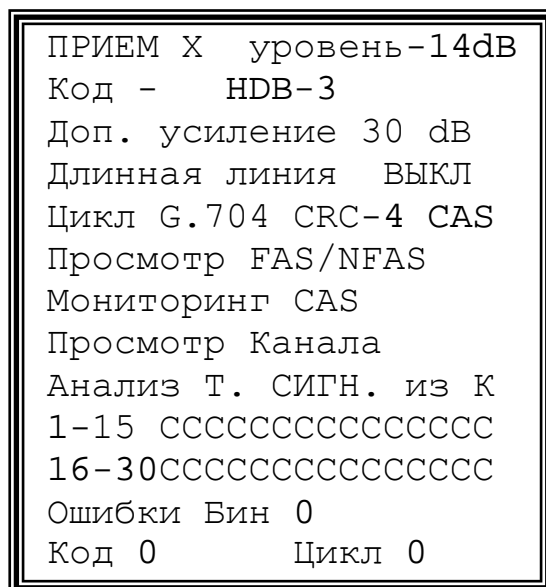 ПРИЕМ X уровень-14dB
Код - HDB-3
Доп. усиление 30 dB
Длинная линия ВЫКЛ
Цикл G.704 CRC-4 CAS
Просмотр FAS/NFAS
Мониторинг CAS
Просмотр Канала
Анализ Т. СИГН. из К
1-15 ССССССССССССССС
16-30ССССССССССССССС
Ошибки Бин 0
Код 0 Цикл 0